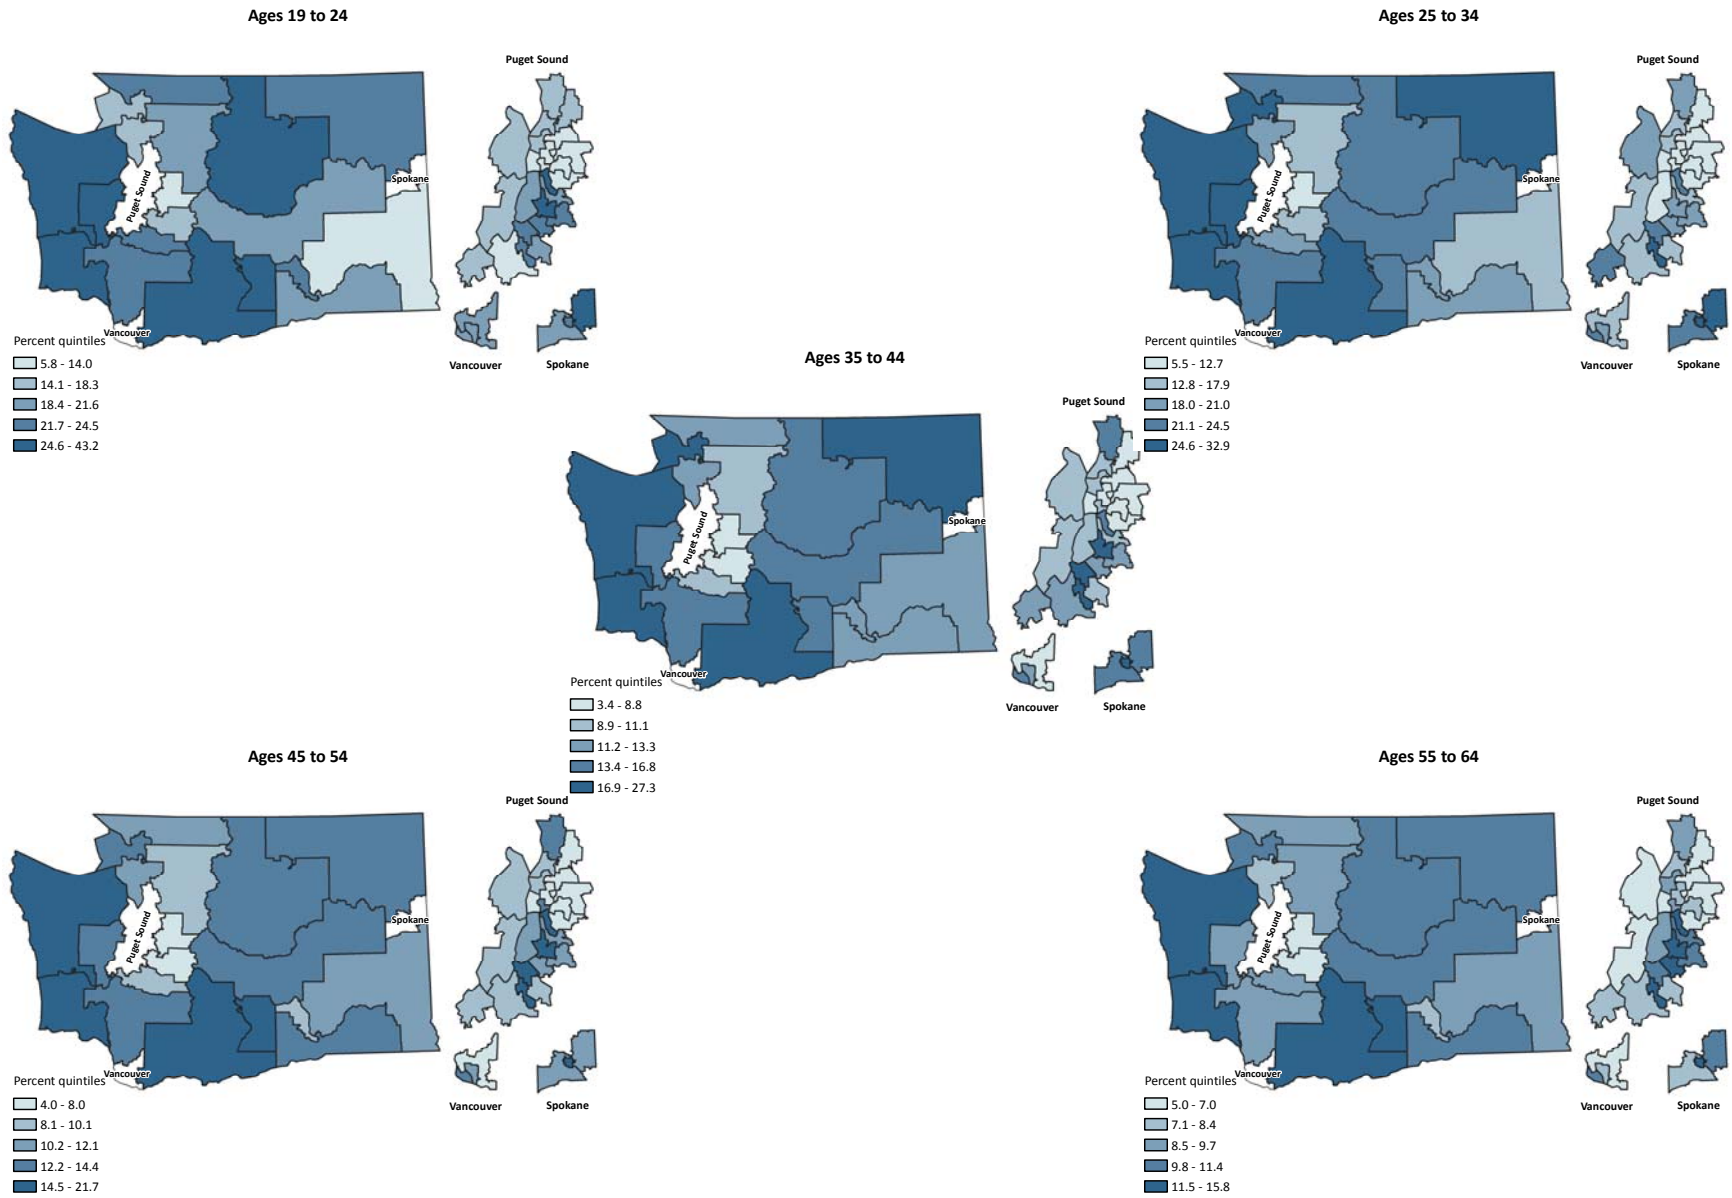 Ages 19 to 24
Puget Sound
Spokane
Puget Sound
Vancouver
Percent quintiles
5.8 - 14.0
14.1 - 18.3
18.4 - 21.6
21.7 - 24.5
24.6 - 43.2
Vancouver
Spokane
Ages 25 to 34
Puget Sound
Spokane
Puget Sound
Vancouver
Percent quintiles
5.5 - 12.7
12.8 - 17.9
18.0 - 21.0
21.1 - 24.5
24.6 - 32.9
Vancouver
Spokane
Ages 35 to 44
Puget Sound
Spokane
Puget Sound
Vancouver
Percent quintiles
3.4 - 8.8
8.9 - 11.1
11.2 - 13.3
13.4 - 16.8
16.9 - 27.3
Vancouver
Spokane
Ages 45 to 54
Puget Sound
Spokane
Puget Sound
Vancouver
Percent quintiles
4.0 - 8.0
8.1 - 10.1
10.2 - 12.1
12.2 - 14.4
14.5 - 21.7
Vancouver
Spokane
Ages 55 to 64
Puget Sound
Spokane
Puget Sound
Vancouver
Percent quintiles
5.0 - 7.0
7.1 - 8.4
8.5 - 9.7
9.8 - 11.4
11.5 - 15.8
Vancouver
Spokane